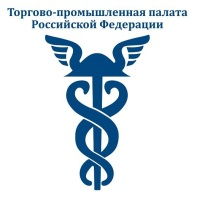 Торгово-промышленная палата
Российской Федерации